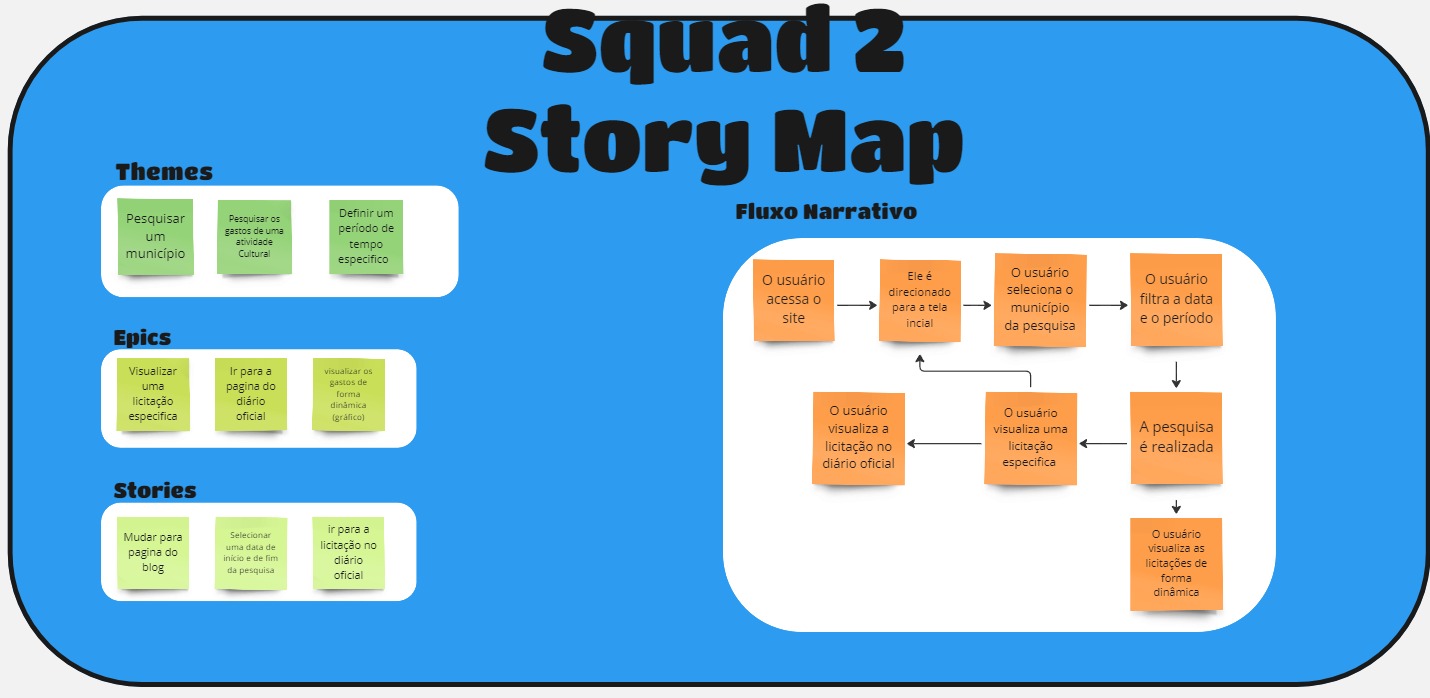 Squad 2
Story Map
Themes
Pesquisar
um
município
Pesquisar os
gastos de uma
atividade
Cultural
Definir um
período de
tempo
especifico
Epics
Visualizar
uma
licitação
especifica
Ir para a
pagina do
diário
oficial
visualizar os
gastos de
forma
dinâmica
(gráfico)
Stories
Mudar para
pagina do
blog
Selecionar
uma data de
início e de fim
da pesquisa
ir para a
licitação no
diário
oficial
Fluxo Narrativo
O usuário
acessa o
site
Ele é
direcionado
para a tela
incial
O usuário
seleciona o
município
da pesquisa
O usuário
filtra a data
e o período
A pesquisa
é realizada
O usuário
visualiza uma
licitação
especifica
O usuário
visualiza a
licitação no
diário oficial
O usuário
visualiza as
licitações de
forma
dinâmica